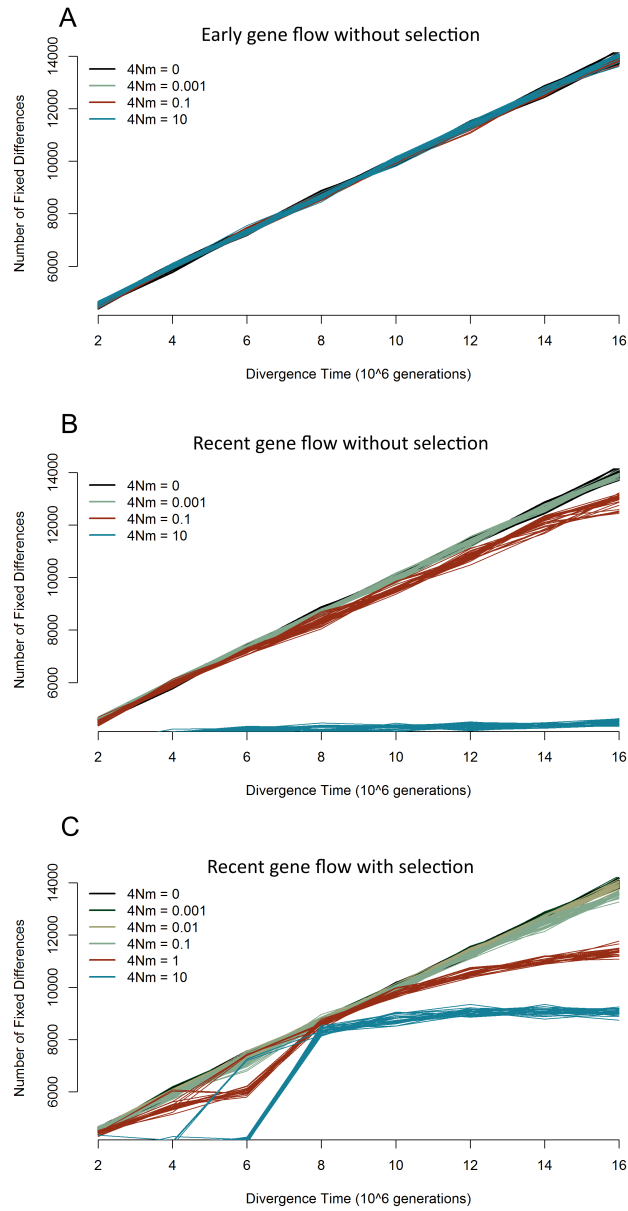 A
Early gene flow without selection
4Nm = 0
4Nm = 0.001
4Nm = 0.1
4Nm = 10
Number of Fixed Differences
14000
12000
10000
8000
6000
2 4 6 8 10 12 14 16
Divergence Time (10^6 generations)
B
Recent gene flow without selection
4Nm = 0
4Nm = 0.001
4Nm = 0.1
4Nm = 10
Number of Fixed Differences
14000
12000
10000
8000
6000
2 4 6 8 10 12 14 16
Divergence Time (10^6 generations)
C
Recent gene flow with selection
4Nm = 0
4Nm = 0.001
4Nm = 0.01
4Nm = 0.1
4Nm = 1
4Nm = 10
Number of Fixed Differences
14000
12000
10000
8000
6000
2 4 6 8 10 12 14 16
Divergence Time (10^6 generations)